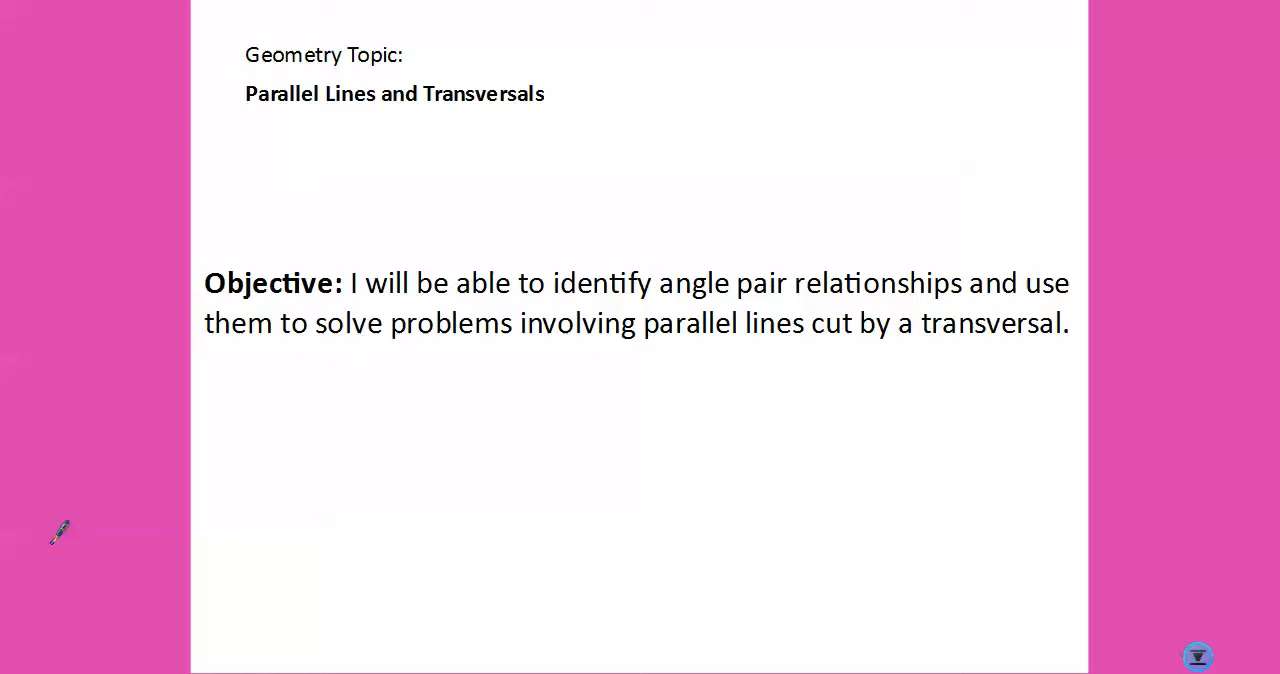 Geometry Topic:
Parallel Lines and Transversals
Objective: I will be able to identify angle pair relationships and use
them to solve problems involving parallel lines cut by a transversal.